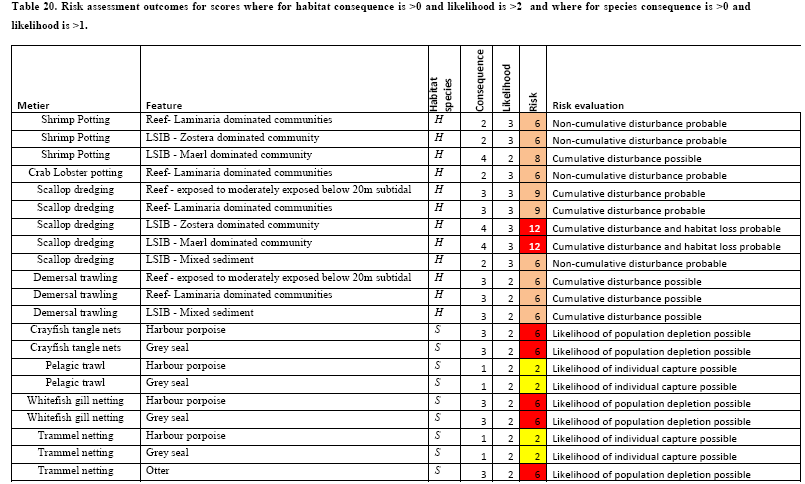 Table 20. Risk assessment outcomes for scores where for habitat consequence is >0 and likelihood is >2 and where for species consequence is >0 and
likelihood is >1.
Metier Feature Habitat species Consequence Likelihood Risk Risk evaluation
Shrimp Potting Reef- Laminaria dominated communities H 2 3 6 Non-cumulative disturbance probable
Shrimp Potting LSIB - Zostera dominated community H 2 3 6 Non-cumulative disturbance probable
Shrimp Potting LSIB - Maerl dominated community H 4 2 8 Cumulative disturbance possible
Crab Lobster potting Reef- Laminaria dominated communities H 2 3 6 Non-cumulative disturbance probable
Scallop dredging Reef - exposed to moderately exposed below 20m subtidal H 3 3 9 Cumulative disturbance probable
Scallop dredging Reef- Laminaria dominated communities H 3 3 9 Cumulative disturbance probable
Scallop dredging LSIB - Zostera dominated community H 4 3 12 Cumulative disturbance and habitat loss probable
Scallop dredging LSIB - Maerl dominated community H 4 3 12 Cumulative disturbance and habitat loss probable
Scallop dredging LSIB - Mixed sediment H 2 3 6 Non-cumulative disturbance probable
Demersal trawling Reef - exposed to moderately exposed below 20m subtidal H 3 2 6 Cumulative disturbance possible
Demersal trawling Reef- Laminaria dominated communities H 3 2 6 Cumulative disturbance possible
Demersal trawling LSIB - Mixed sediment H 3 2 6 Cumulative disturbance possible
Crayfish tangle nets Harbour porpoise S 3 2 6 Likelihood of population depletion possible
Crayfish tangle nets Grey seal S 3 2 6 Likelihood of population depletion possible
Pelagic trawl Harbour porpoise S 1 2 2 Likelihood of individual capture possible
Pelagic trawl Grey seal S 1 2 2 Likelihood of individual capture possible
Whitefish gill netting Harbour porpoise S 3 2 6 Likelihood of population depletion possible
Whitefish gill netting Grey seal S 3 2 6 Likelihood of population depletion possible
Trammel netting Harbour porpoise S 1 2 2 Likelihood of individual capture possible
Trammel netting Grey seal S 1 2 2 Likelihood of individual capture possible
Trammel netting Otter S 3 2 6 Likelihood of population depletion possible